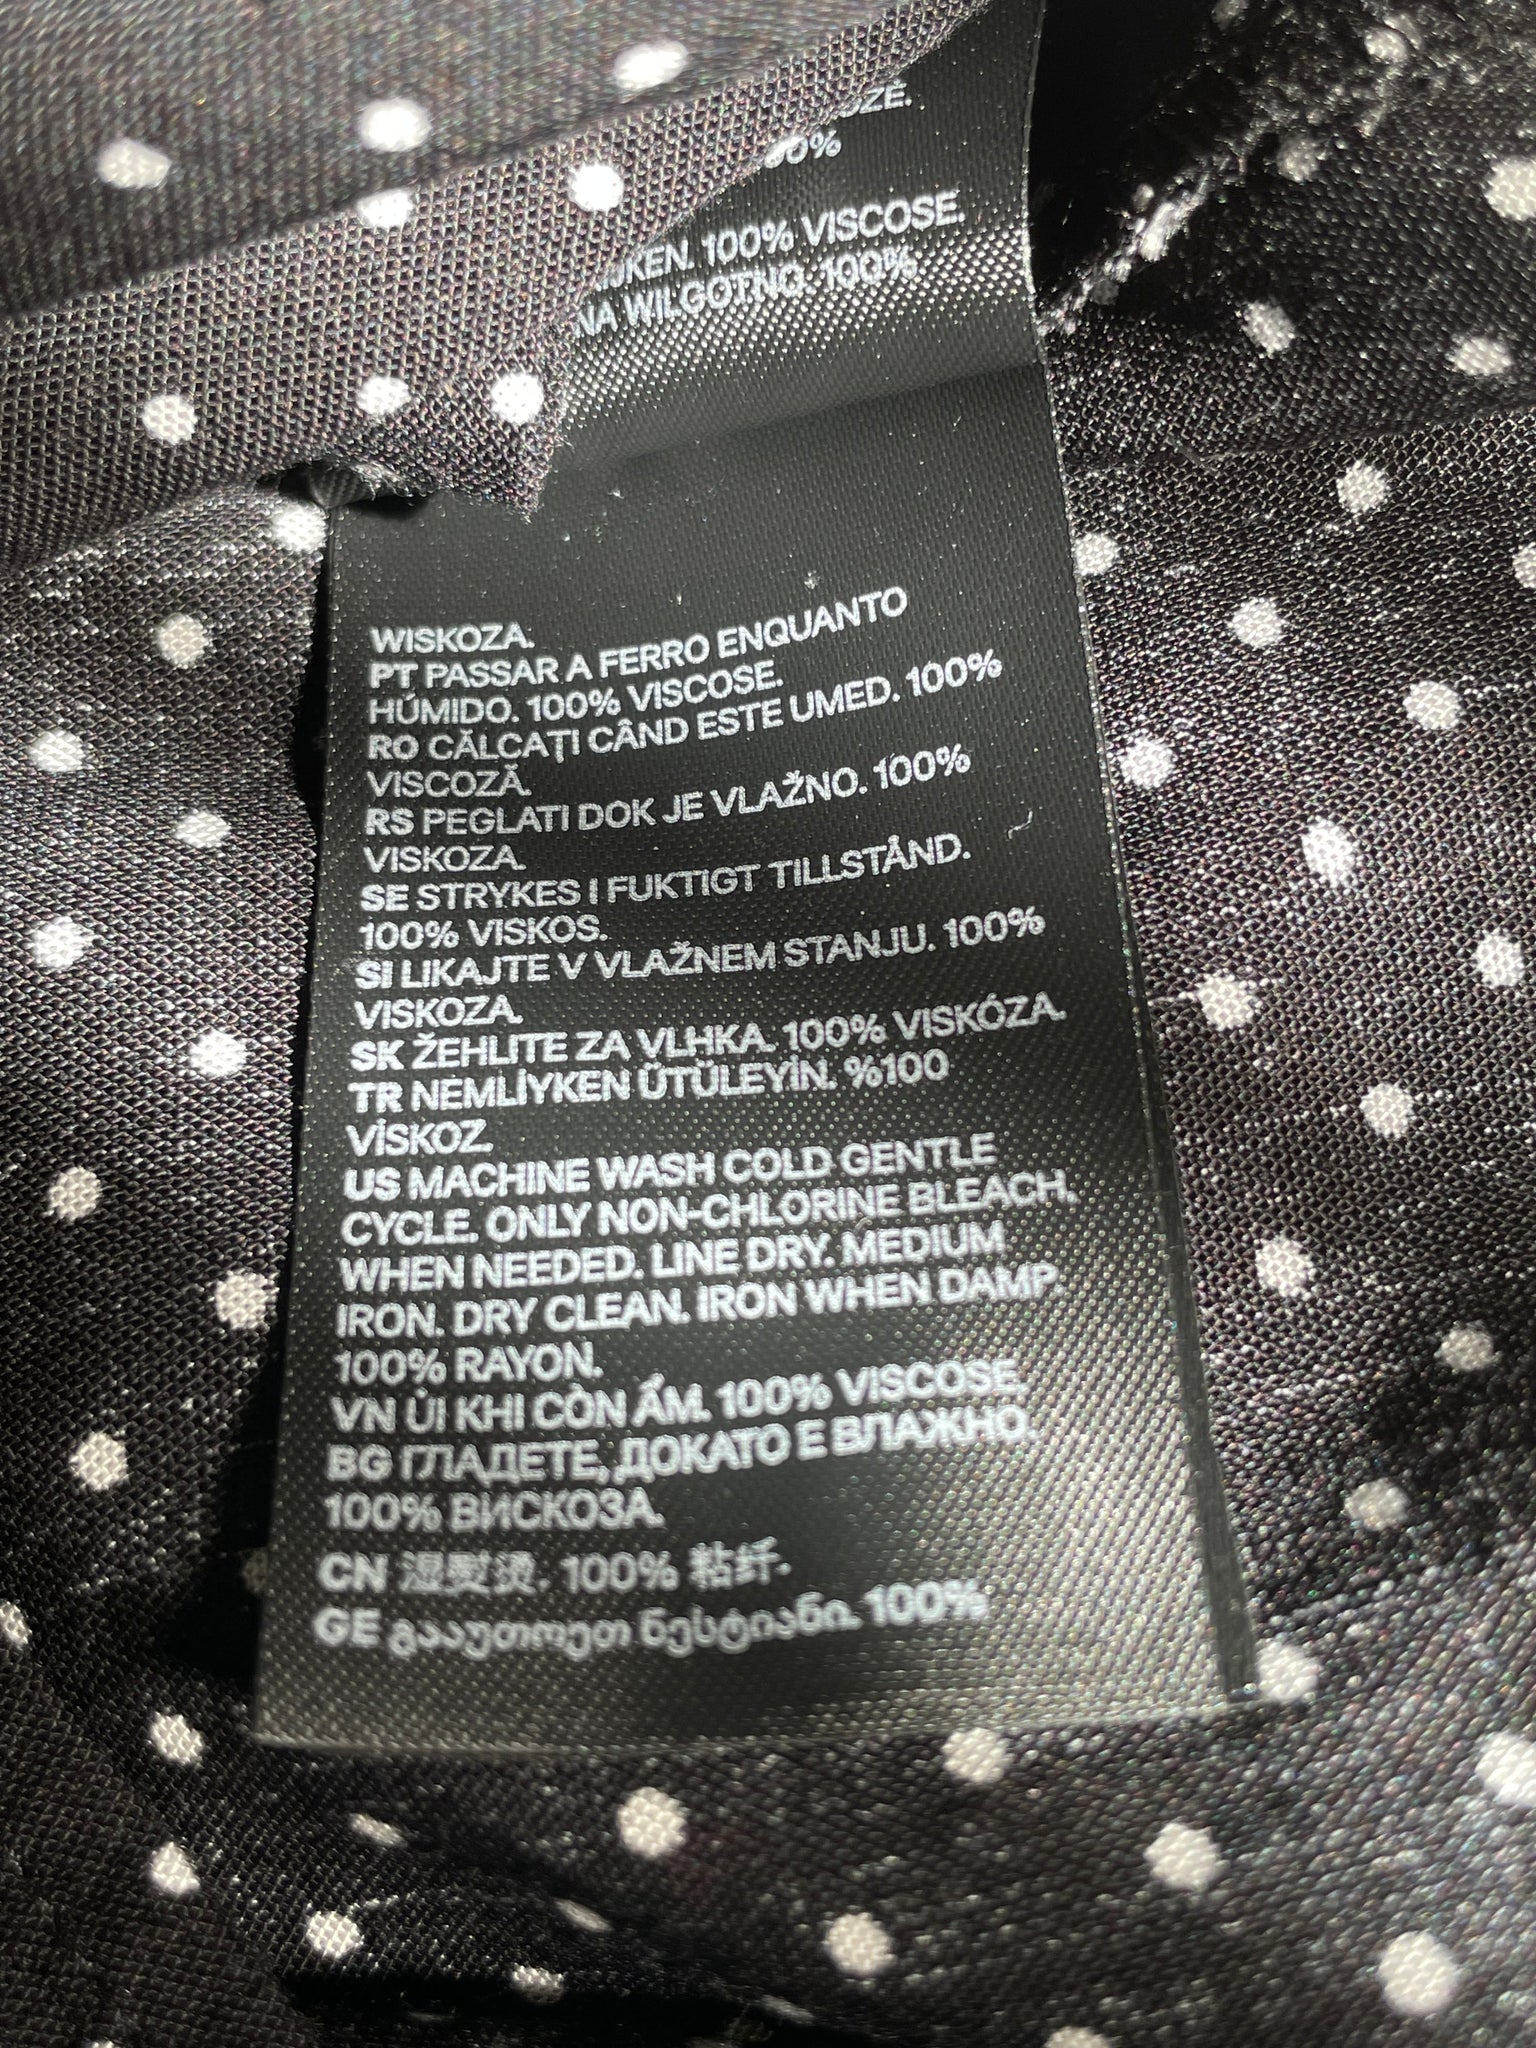 100% VISCOSE.
NA WILGOTNO. 100%
WISKOZA.
PT PASSAR A FERRO ENQUANTO
HÚMIDO. 100% VISCOSE.
RO CĂLCAȚI CÂND ESTE UMED. 100%
VISCOZĂ.
RS PEGLATI DOK JE VLAŽNO. 100%
VISKOZA.
SE STRYKES I FUKTIGT TILLSTÅND.
100% VISKOS.
SI LIKAJTE V VLAŽNEM STANJU. 100%
VISKOZA.
SK ŽEHLITE ZA VLHKA. 100% VISKÓZA.
TR NEMLİYKEN ÜTÜLEYİN. %100
VİSKOZ.
US MACHINE WASH COLD GENTLE
CYCLE. ONLY NON-CHLORINE BLEACH,
WHEN NEEDED. LINE DRY. MEDIUM
IRON. DRY CLEAN. IRON WHEN DAMP.
100% RAYON.
VN ỦI KHI CÒN ẨM. 100% VISCOSE.
BG ГЛАДЕТЕ, ДОКАТО Е ВЛАЖНО.
100% ВИСКОЗА.
CN 湿熨烫. 100% 粘纤.
GE გააუთოეთ ნესტიანი. 100%